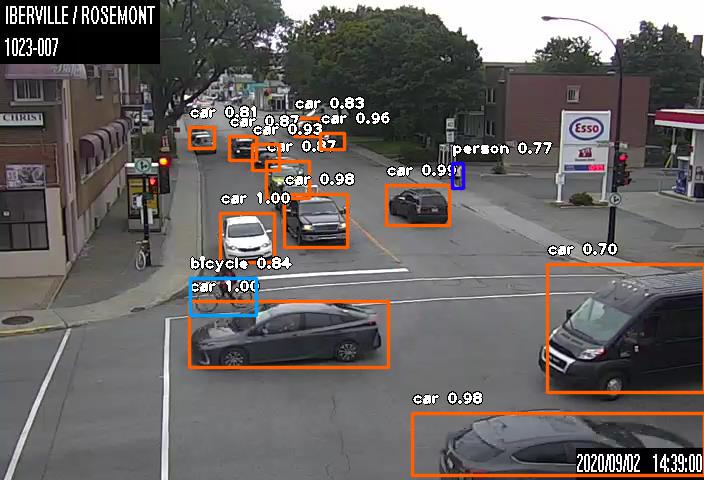 IBERVILLE / ROSEMONT
1023-007
CHRIST
car 0.83
car 0.81
car 0.87
car 0.96
car 0.93
car 0.87
person 0.77
car 0.99
car 0.98
car 1.00
Esso
car 0.70
bicycle 0.84
car 1.00
car 0.98
2020/09/02 14:39:00